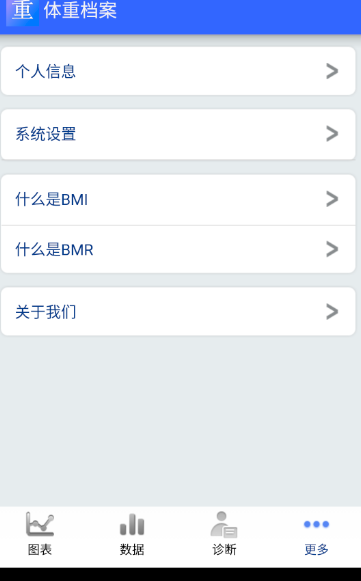 重 体重档案
个人信息
系统设置
什么是BMI
什么是BMR
关于我们
图表 数据 诊断 更多